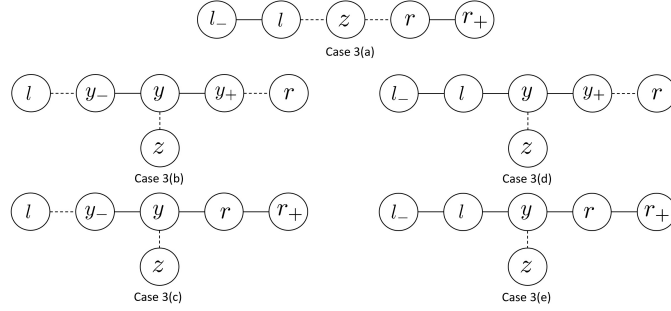 l₋ l z r r₊
Case 3(a)
l y₋ y y₊ r
z
Case 3(b)
l₋ l y y₊ r
z
Case 3(d)
l y₋ y r r₊
z
Case 3(c)
l₋ l y r r₊
z
Case 3(e)